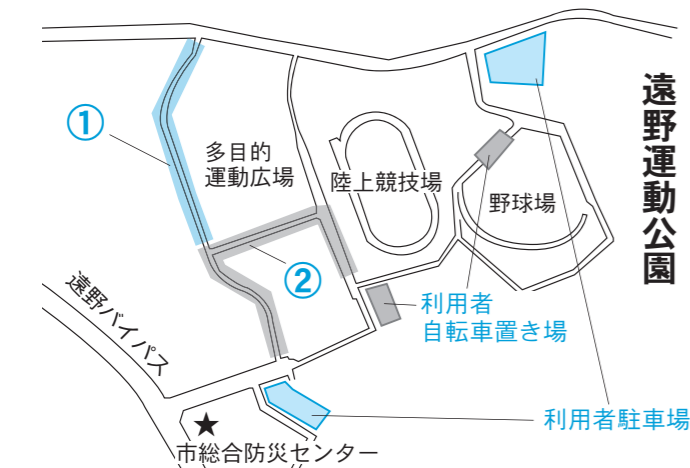 遠野運動公園
①
多目的
運動広場
陸上競技場
野球場
②
遠野バイパス
利用者
自転車置き場
利用者駐車場
★
市総合防災センター